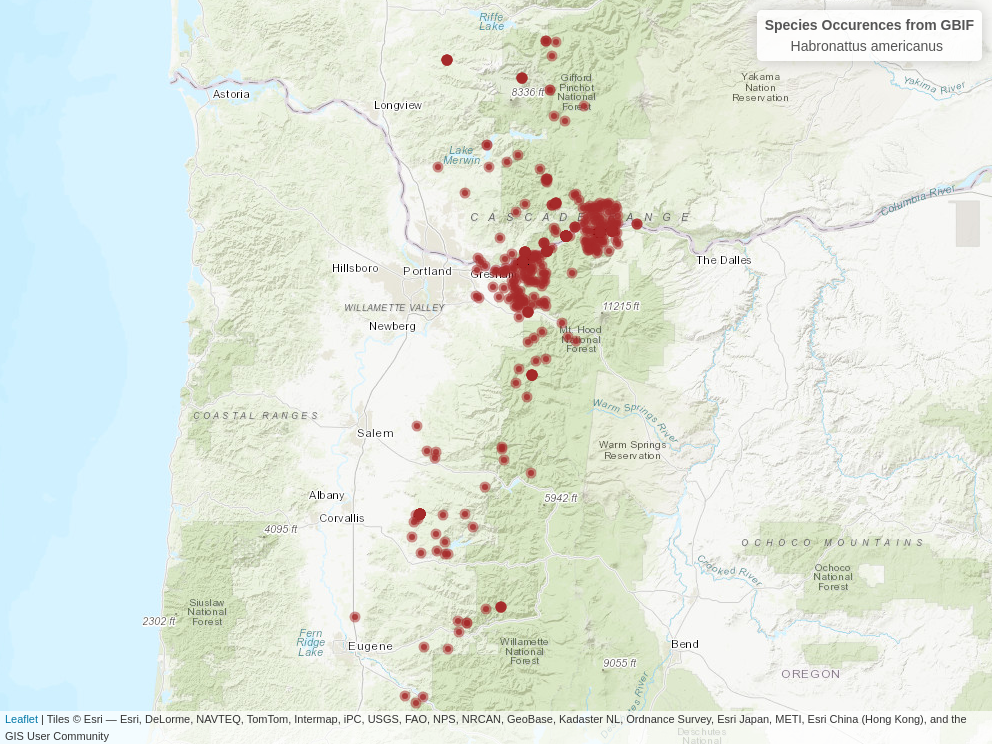 Species Occurences from GBIF
Habronattus americanus
Riffe
Lake
Gifford
Pinchot
National
Forest
8336 ft
Yakama
Nation
Reservation
Yakima River
Astoria
Longview
Lake
Merwin
Columbia River
CASCADE RANGE
The Dalles
Hillsboro
Portland
Gresham
WILLAMETTE VALLEY
11215 ft
Newberg
Mt. Hood
National
Forest
COASTAL RANGES
Warm Springs River
Salem
Warm Springs
Reservation
Albany
5942 ft
Corvallis
4095 ft
OCHOCO MOUNTAINS
Crooked River
Ochoco
National
Forest
Siuslaw
National
Forest
2302 ft
Fern
Ridge
Lake
Eugene
Willamette
National
Forest
Bend
9055 ft
OREGON
Deschutes
National
Leaflet | Tiles © Esri — Esri, DeLorme, NAVTEQ, TomTom, Intermap, iPC, USGS, FAO, NPS, NRCAN, GeoBase, Kadaster NL, Ordnance Survey, Esri Japan, METI, Esri China (Hong Kong), and the
GIS User Community